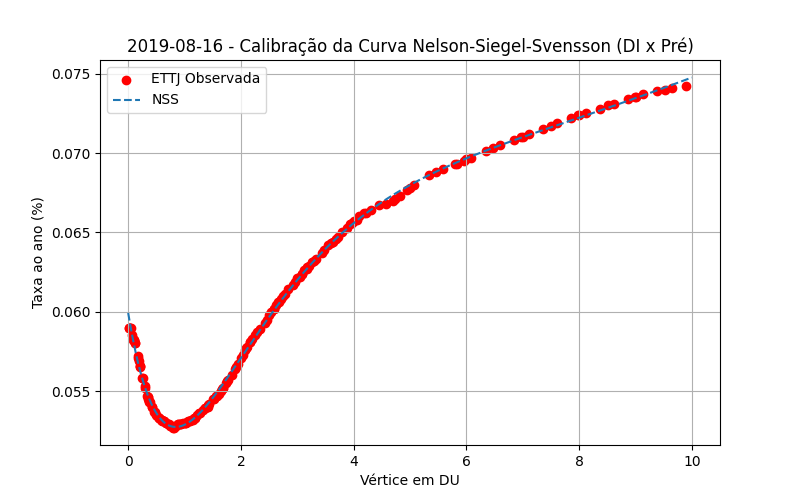 2019-08-16 - Calibração da Curva Nelson-Siegel-Svensson (DI x Pré)
ETTJ Observada
NSS
Taxa ao ano (%)
0.075
0.070
0.065
0.060
0.055
0 2 4 6 8 10
Vértice em DU